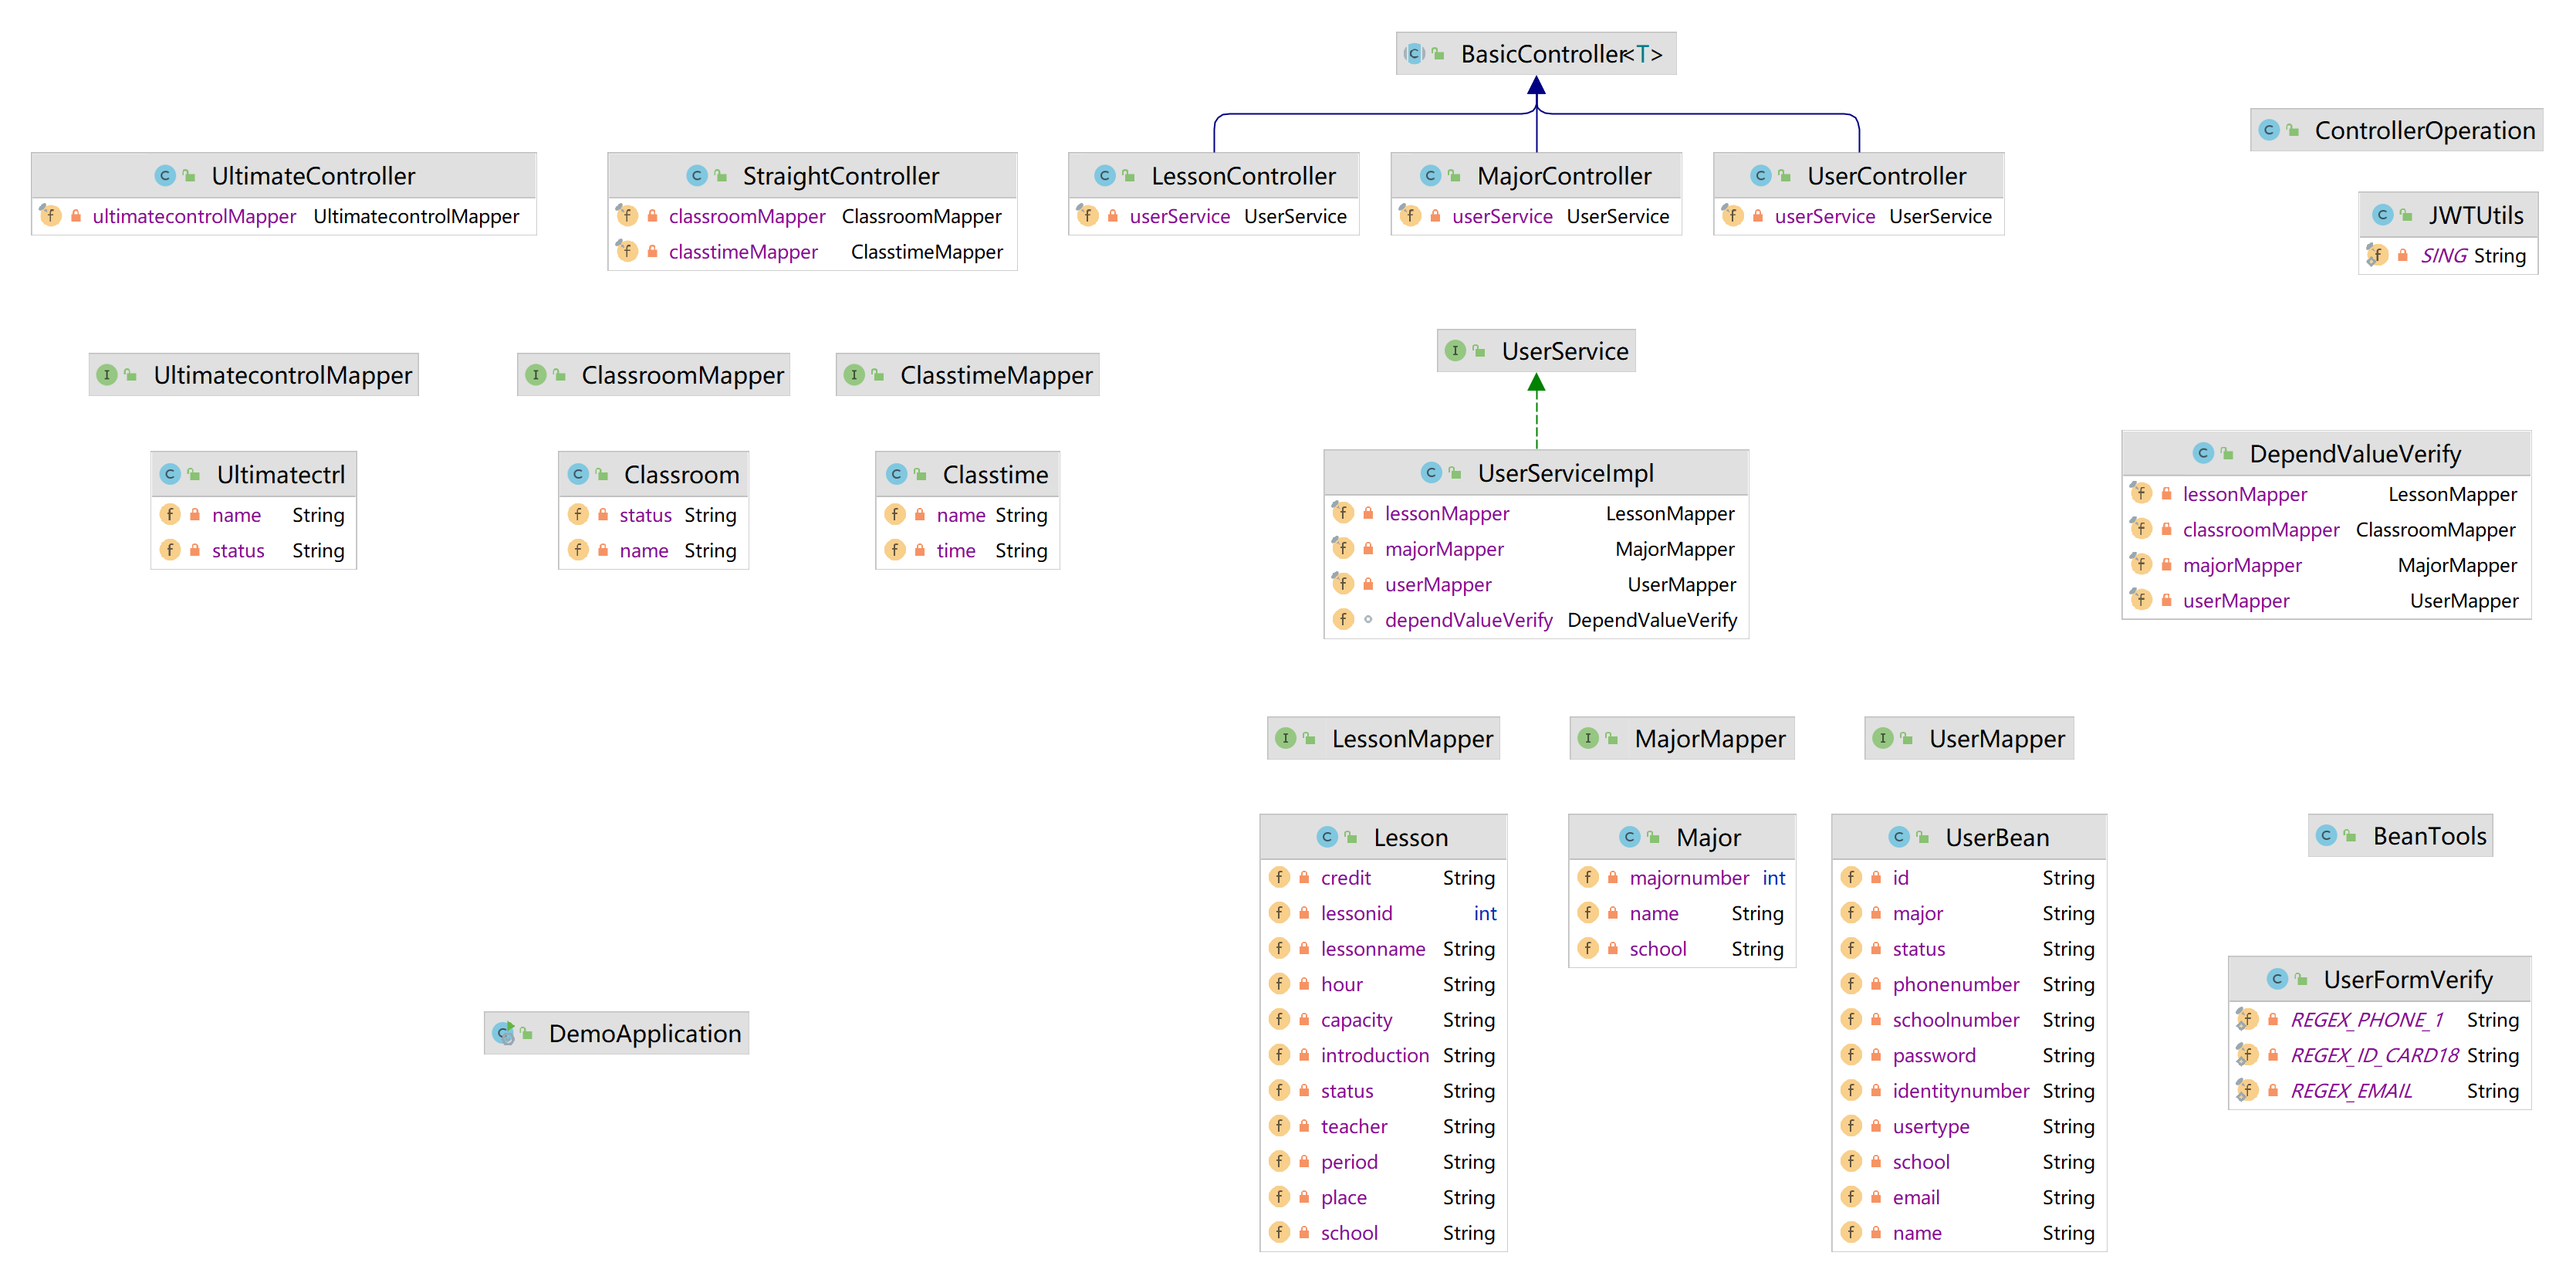 BasicController<T>
ControllerOperation
UltimateController
ultimatecontrolMapper UltimatecontrolMapper
StraightController
classroomMapper ClassroomMapper
classtimeMapper ClasstimeMapper
LessonController
userService UserService
MajorController
userService UserService
UserController
userService UserService
JWTUtils
SING String
UltimatecontrolMapper
ClassroomMapper
ClasstimeMapper
UserService
Ultimatectrl
name String
status String
Classroom
status String
name String
Classtime
name String
time String
UserServiceImpl
lessonMapper LessonMapper
majorMapper MajorMapper
userMapper UserMapper
dependValueVerify DependValueVerify
DependValueVerify
lessonMapper LessonMapper
classroomMapper ClassroomMapper
majorMapper MajorMapper
userMapper UserMapper
LessonMapper
MajorMapper
UserMapper
Lesson
credit String
lessonid int
lessonname String
hour String
capacity String
introduction String
status String
teacher String
period String
place String
school String
Major
majornumber int
name String
school String
UserBean
id String
major String
status String
phonenumber String
schoolnumber String
password String
identitynumber String
usertype String
school String
email String
name String
BeanTools
UserFormVerify
REGEX_PHONE_1 String
REGEX_ID_CARD18 String
REGEX_EMAIL String
DemoApplication